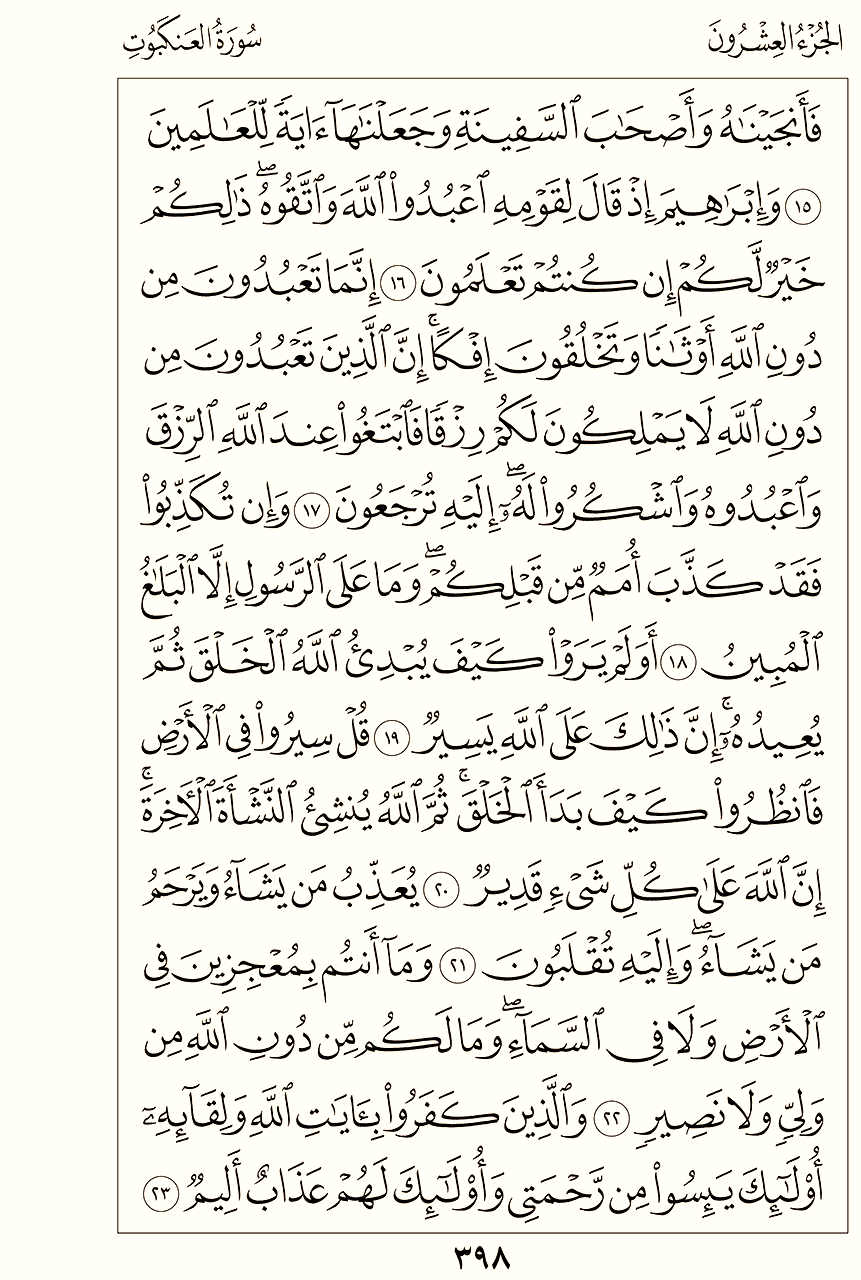 الجُزْءُ العِشْرُونَ
سُورَةُ العَنكَبُوتِ
فَأَنجَيْنَـٰهُ وَأَصْحَـٰبَ ٱلسَّفِينَةِ وَجَعَلْنَـٰهَآ ءَايَةً لِّلْعَـٰلَمِينَ
١٥ وَإِبْرَٰهِيمَ إِذْ قَالَ لِقَوْمِهِ ٱعْبُدُوا۟ ٱللَّهَ وَٱتَّقُوهُ ۖ ذَٰلِكُمْ
خَيْرٌ لَّكُمْ إِن كُنتُمْ تَعْلَمُونَ ١٦ إِنَّمَا تَعْبُدُونَ مِن
دُونِ ٱللَّهِ أَوْثَـٰنًا وَتَخْلُقُونَ إِفْكًا ۚ إِنَّ ٱلَّذِينَ تَعْبُدُونَ مِن
دُونِ ٱللَّهِ لَا يَمْلِكُونَ لَكُمْ رِزْقًا فَٱبْتَغُوا۟ عِندَ ٱللَّهِ ٱلرِّزْقَ
وَٱعْبُدُوهُ وَٱشْكُرُوا۟ لَهُۥٓ ۖ إِلَيْهِ تُرْجَعُونَ ١٧ وَإِن تُكَذِّبُوا۟
فَقَدْ كَذَّبَ أُمَمٌ مِّن قَبْلِكُمْ ۖ وَمَا عَلَى ٱلرَّسُولِ إِلَّا ٱلْبَلَـٰغُ
ٱلْمُبِينُ ١٨ أَوَلَمْ يَرَوْا۟ كَيْفَ يُبْدِئُ ٱللَّهُ ٱلْخَلْقَ ثُمَّ
يُعِيدُهُۥٓ ۚ إِنَّ ذَٰلِكَ عَلَى ٱللَّهِ يَسِيرٌ ١٩ قُلْ سِيرُوا۟ فِى ٱلْأَرْضِ
فَٱنظُرُوا۟ كَيْفَ بَدَأَ ٱلْخَلْقَ ۚ ثُمَّ ٱللَّهُ يُنشِئُ ٱلنَّشْأَةَ ٱلْـَٔاخِرَةَ ۚ
إِنَّ ٱللَّهَ عَلَىٰ كُلِّ شَىْءٍ قَدِيرٌ ٢٠ يُعَذِّبُ مَن يَشَآءُ وَيَرْحَمُ
مَن يَشَآءُ ۖ وَإِلَيْهِ تُقْلَبُونَ ٢١ وَمَآ أَنتُم بِمُعْجِزِينَ فِى
ٱلْأَرْضِ وَلَا فِى ٱلسَّمَآءِ ۖ وَمَا لَكُم مِّن دُونِ ٱللَّهِ مِن
وَلِىٍّ وَلَا نَصِيرٍ ٢٢ وَٱلَّذِينَ كَفَرُوا۟ بِـَٔايَـٰتِ ٱللَّهِ وَلِقَآئِهِۦٓ
أُو۟لَـٰٓئِكَ يَئِسُوا۟ مِن رَّحْمَتِى وَأُو۟لَـٰٓئِكَ لَهُمْ عَذَابٌ أَلِيمٌ ٢٣
٣٩٨